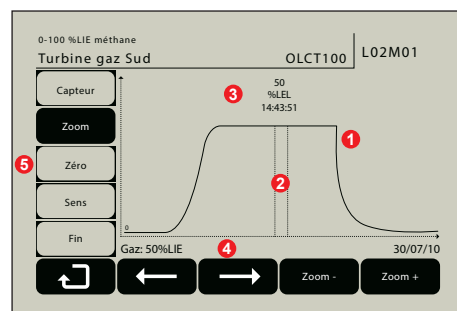 0-100 %LIE méthane
Turbine gaz Sud OLCT100 L02M01
Capteur
Zoom
Zéro
Sens
Fin
50
%LEL
14:43:51
3
1
2
5
0
Gaz: 50%LIE 4 30/07/10
Zoom - Zoom +